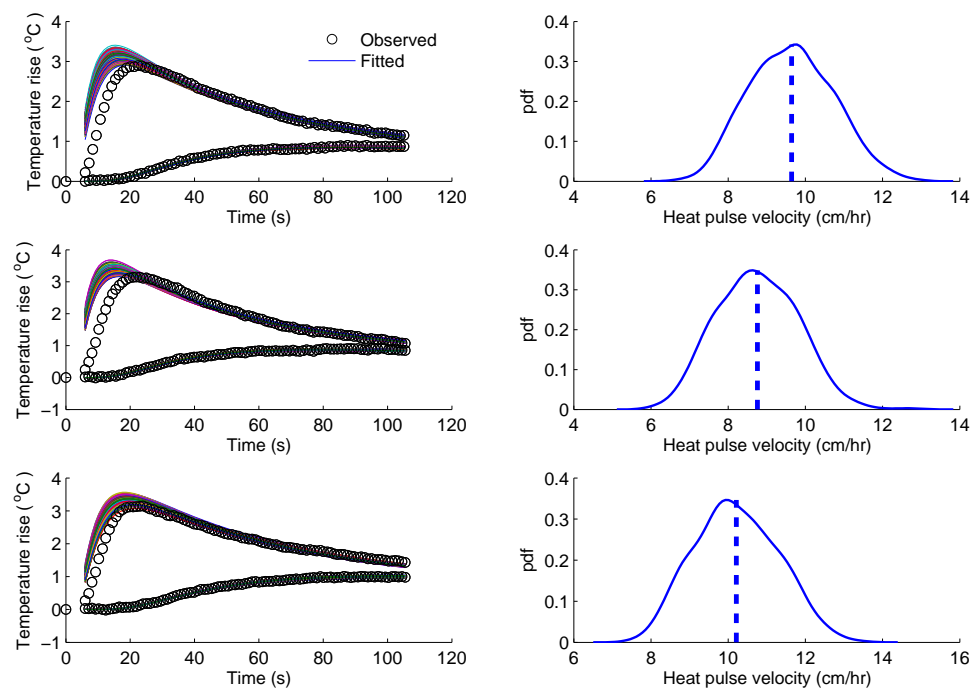 Temperature rise (°C)
4
3
2
1
0
0 20 40 60 80 100 120
Time (s)
Observed
Fitted
pdf
0.4
0.3
0.2
0.1
0
4 6 8 10 12 14
Heat pulse velocity (cm/hr)
Temperature rise (°C)
4
3
2
1
0
−1
0 20 40 60 80 100 120
Time (s)
pdf
0.4
0.3
0.2
0.1
0
4 6 8 10 12 14
Heat pulse velocity (cm/hr)
Temperature rise (°C)
4
3
2
1
0
−1
0 20 40 60 80 100 120
Time (s)
pdf
0.4
0.3
0.2
0.1
0
6 8 10 12 14 16
Heat pulse velocity (cm/hr)